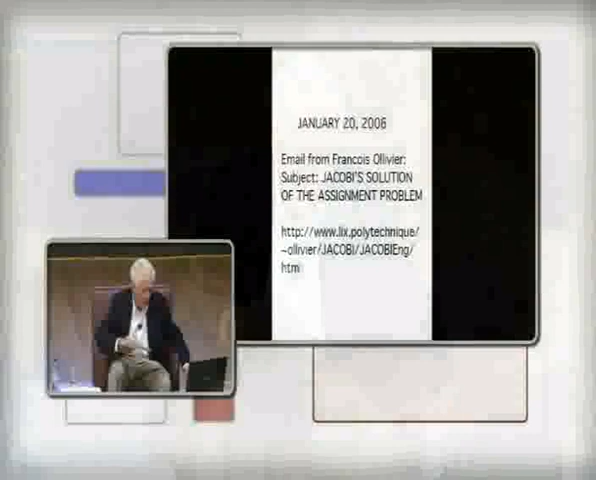 JANUARY 20, 2006
Email from Francois Ollivier:
Subject: JACOBI'S SOLUTION
OF THE ASSIGNMENT PROBLEM
http://www.lix.polytechnique/
~ollivier/JACOBI/JACOBIEng/
htm